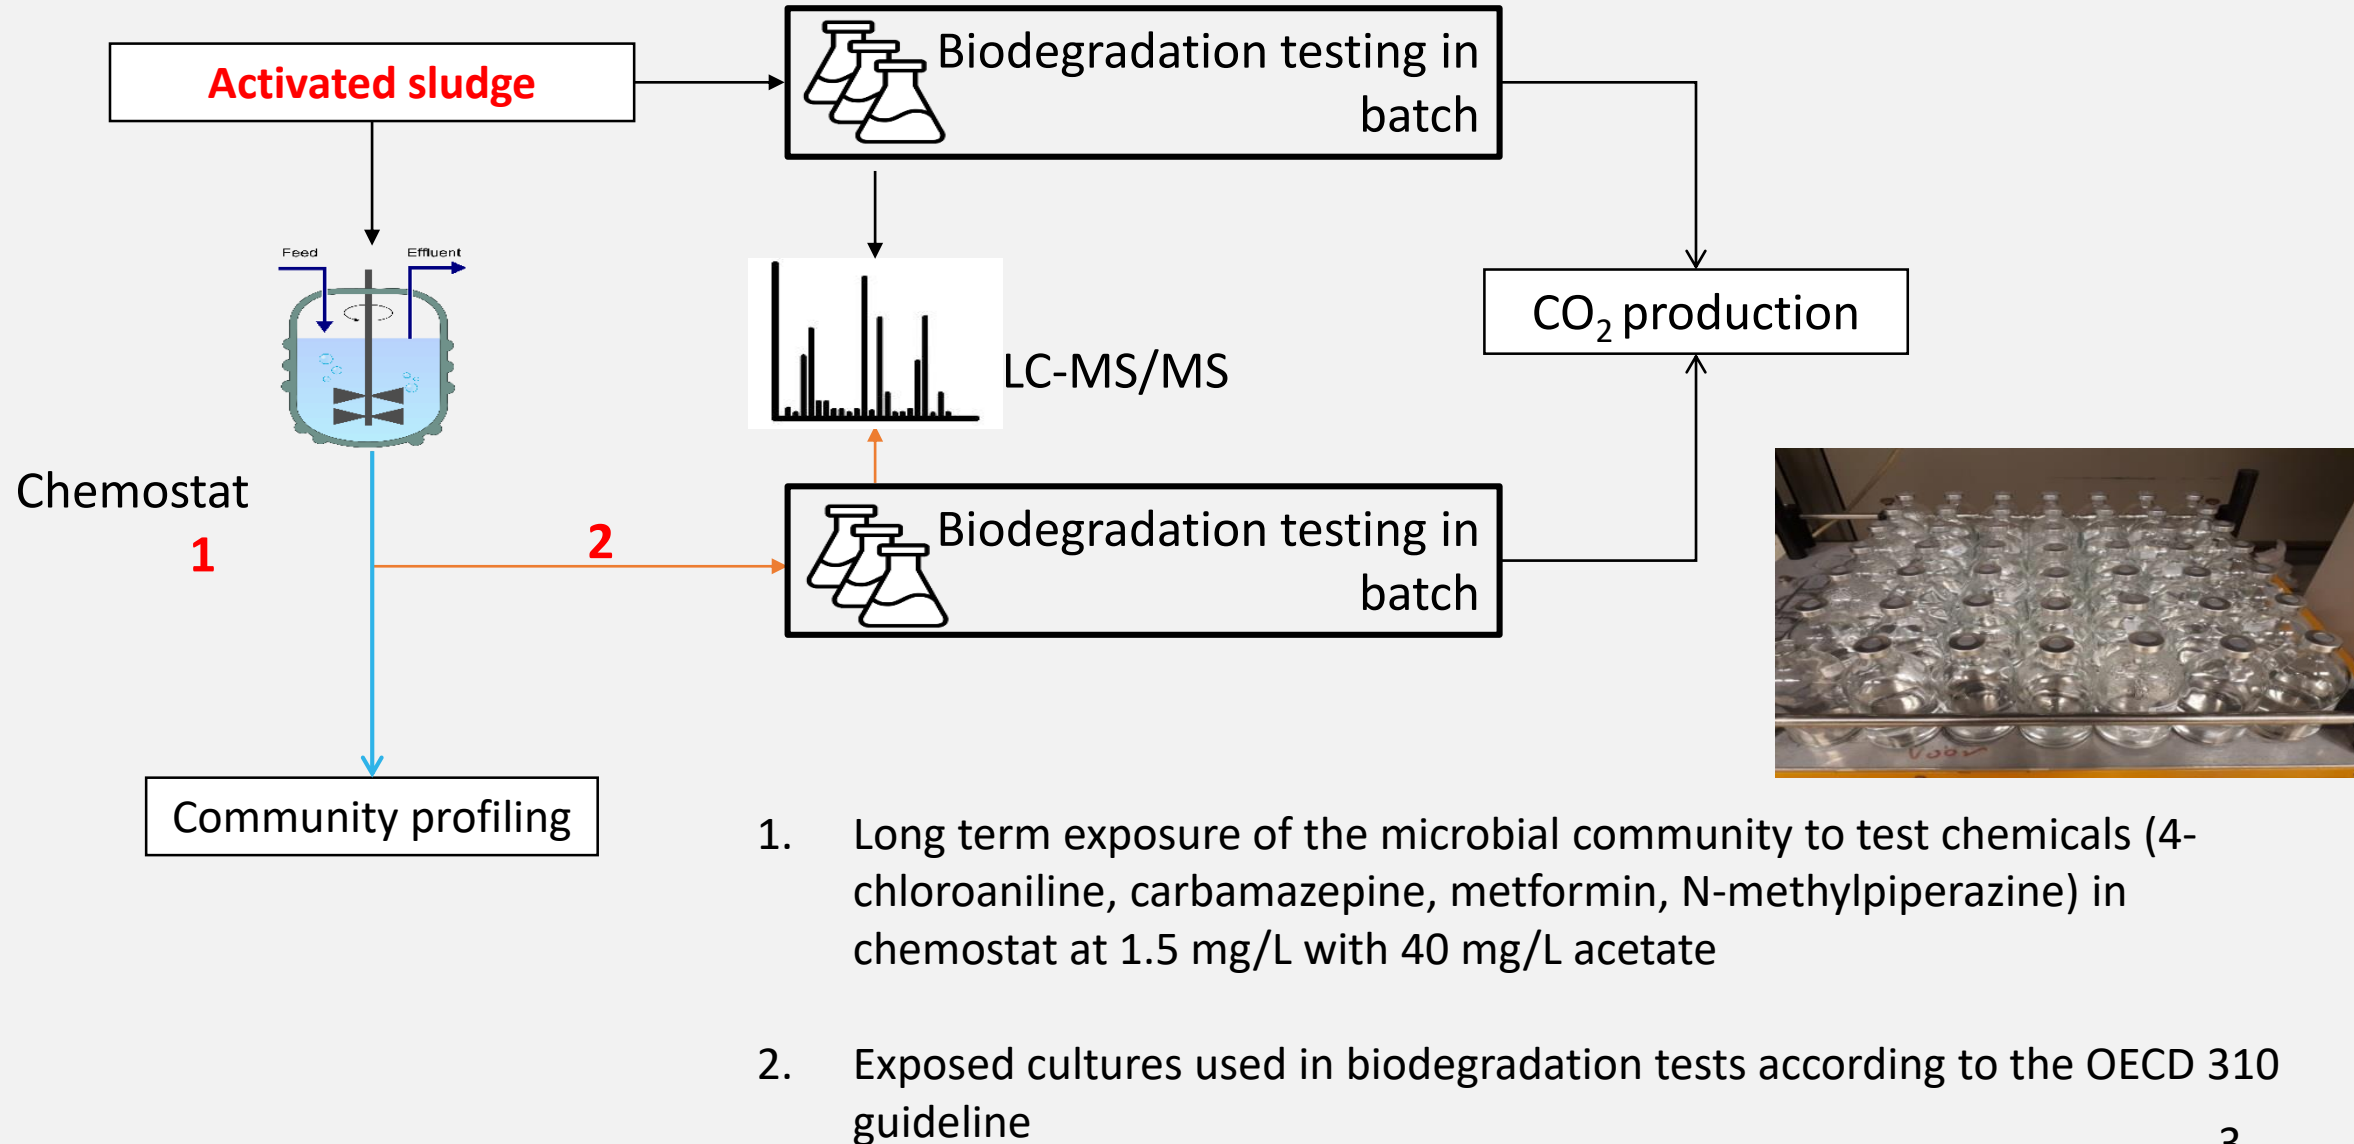 Activated sludge
Biodegradation testing in
batch
Feed
Effluent
CO₂ production
LC-MS/MS
Chemostat
1
2
Biodegradation testing in
batch
Community profiling
1. Long term exposure of the microbial community to test chemicals (4-
chloroaniline, carbamazepine, metformin, N-methylpiperazine) in
chemostat at 1.5 mg/L with 40 mg/L acetate
2. Exposed cultures used in biodegradation tests according to the OECD 310
guideline
3